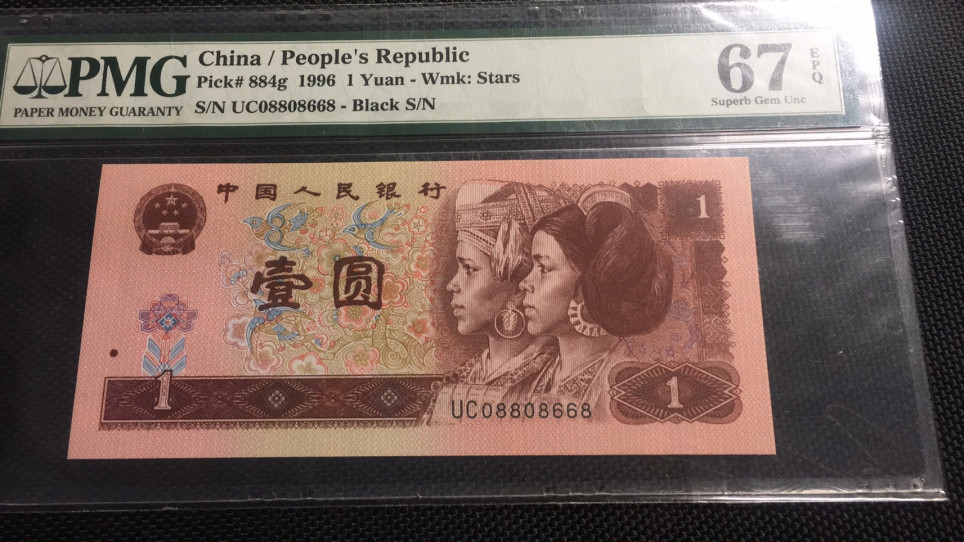 PMG
PAPER MONEY GUARANTY
China / People's Republic
Pick# 884g 1996 1 Yuan - Wmk: Stars
S/N UC08808668 - Black S/N
67 EPQ
Superb Gem Unc
中国人民银行
1
壹圆
1
UC08808668
1